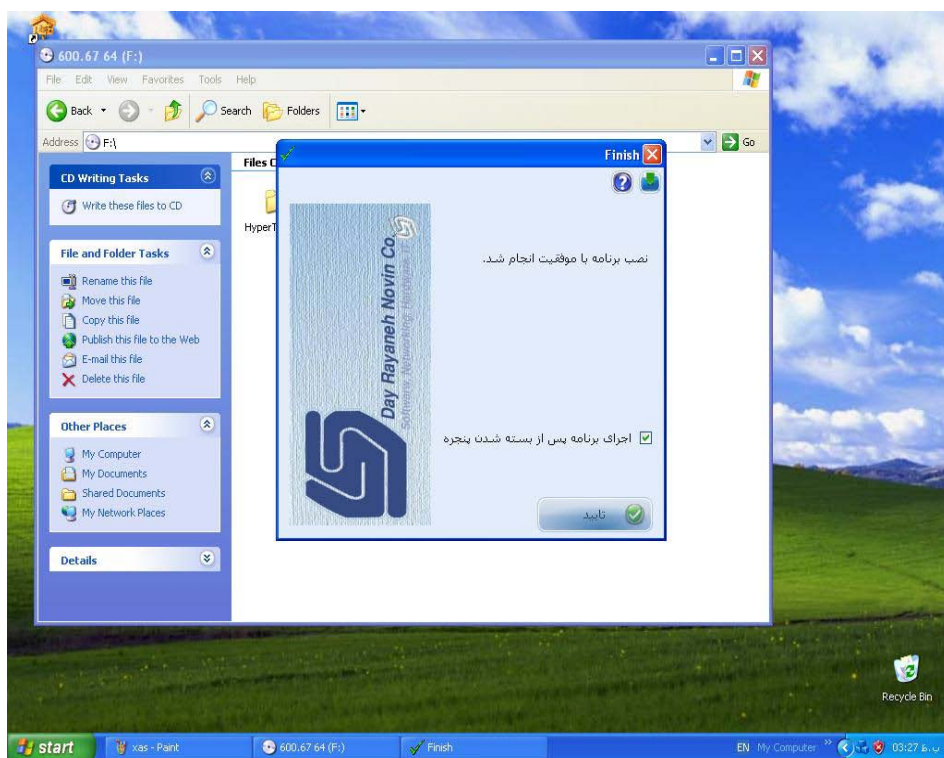 600.67 64 (F:)
File Edit View Favorites Tools Help
Back Search Folders
Address F:\ Go
CD Writing Tasks
Write these files to CD
File and Folder Tasks
Rename this file
Move this file
Copy this file
Publish this file to the Web
E-mail this file
Delete this file
Other Places
My Computer
My Documents
Shared Documents
My Network Places
Details
Files C
HyperT
Finish
Day Rayaneh Novin Co.
Software, Networking, Hardware
نصب برنامه با موفقیت انجام شد.
اجرای برنامه پس از بسته شدن پنجره
تایید
Recycle Bin
start xas - Paint 600.67 64 (F:) Finish EN My Computer 03:27 ب.ظ